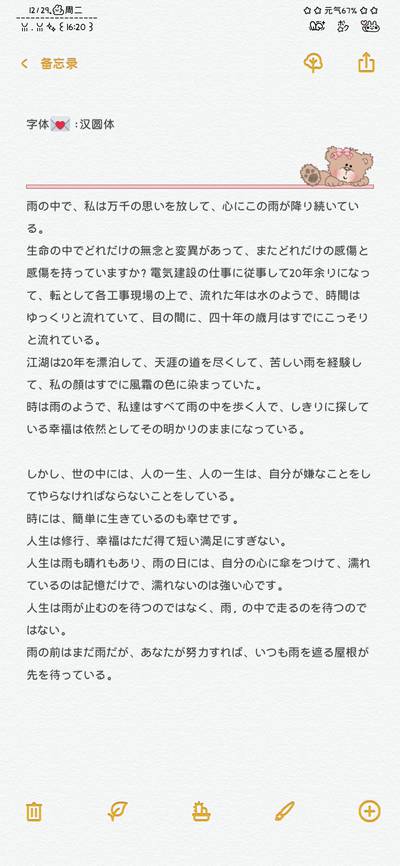 12/29 周二
元气67%
16:20
备忘录
字体💌:汉圆体
雨の中で、私は万千の思いを放して、心にこの雨が降り続いてい
る。
生命の中でどれだけの無念と変異があって、またどれだけの感傷と
感傷を持っていますか？電気建設の仕事に従事して20年余りになっ
て、転として各工事現場の上で、流れた年は水のようで、時間は
ゆっくりと流れていて、目の間に、四十年の歳月はすでにこっそり
と流れている。
江湖は20年を漂泊して、天涯の道を尽くして、苦しい雨を経験し
て、私の顔はすでに風霜の色に染まっていた。
時は雨のようで、私達はすべて雨の中を歩く人で、しきりに探して
いる幸福は依然としてその明かりのままになっている。
しかし、世の中には、人の一生、人の一生は、自分が嫌なことをし
てやらなければならないことをしている。
時には、簡単に生きているのも幸せです。
人生は修行、幸福はただ得て短い満足にすぎない。
人生は雨も晴れもあり、雨の日には、自分の心に傘をつけて、濡れ
ているのは記憶だけで、濡れないのは強い心です。
人生は雨が止むのを待つのではなく、雨，の中で走るのを待つので
はない。
雨の前はまだ雨だが、あなたが努力すれば、いつも雨を遮る屋根が
先を待っている。